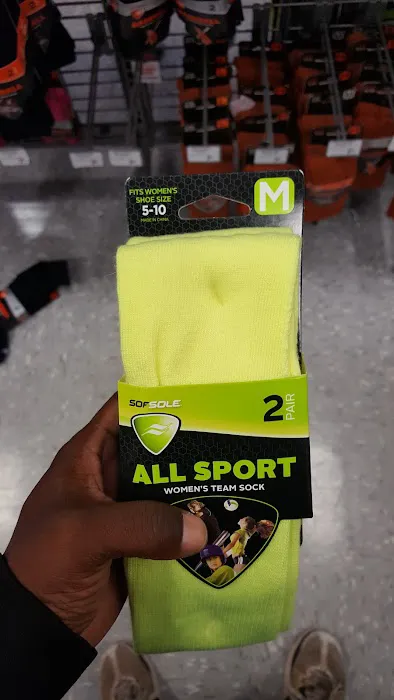 FITS WOMEN'S
SHOE SIZE
5-10
MADE IN CHINA
M
SOFSOLE
2 PAIR
ALL SPORT
WOMEN'S TEAM SOCK